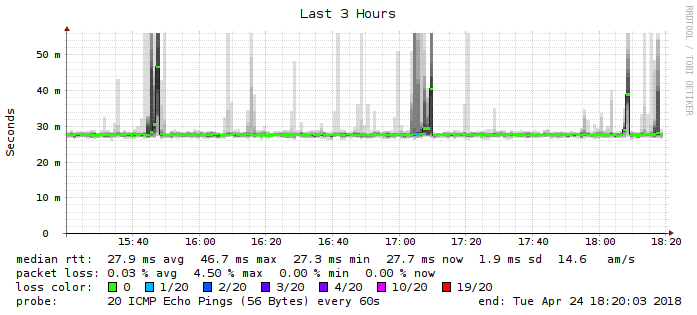 Last 3 Hours
RRDTOOL / TOBI OETIKER
Seconds
50 m
40 m
30 m
20 m
10 m
0
15:40 16:00 16:20 16:40 17:00 17:20 17:40 18:00 18:20
median rtt: 27.9 ms avg 46.7 ms max 27.3 ms min 27.7 ms now 1.9 ms sd 14.6 am/s
packet loss: 0.03 % avg 4.50 % max 0.00 % min 0.00 % now
loss color: 0 1/20 2/20 3/20 4/20 10/20 19/20
probe: 20 ICMP Echo Pings (56 Bytes) every 60s end: Tue Apr 24 18:20:03 2018